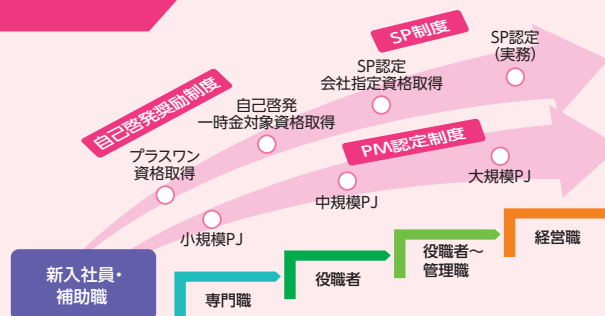 SP制度
SP認定
（実務）
SP認定
会社指定資格取得
自己啓発奨励制度
自己啓発
一時金対象資格取得
PM認定制度
プラスワン
資格取得
大規模PJ
中規模PJ
小規模PJ
新入社員・
補助職
専門職
役職者
役職者～
管理職
経営職